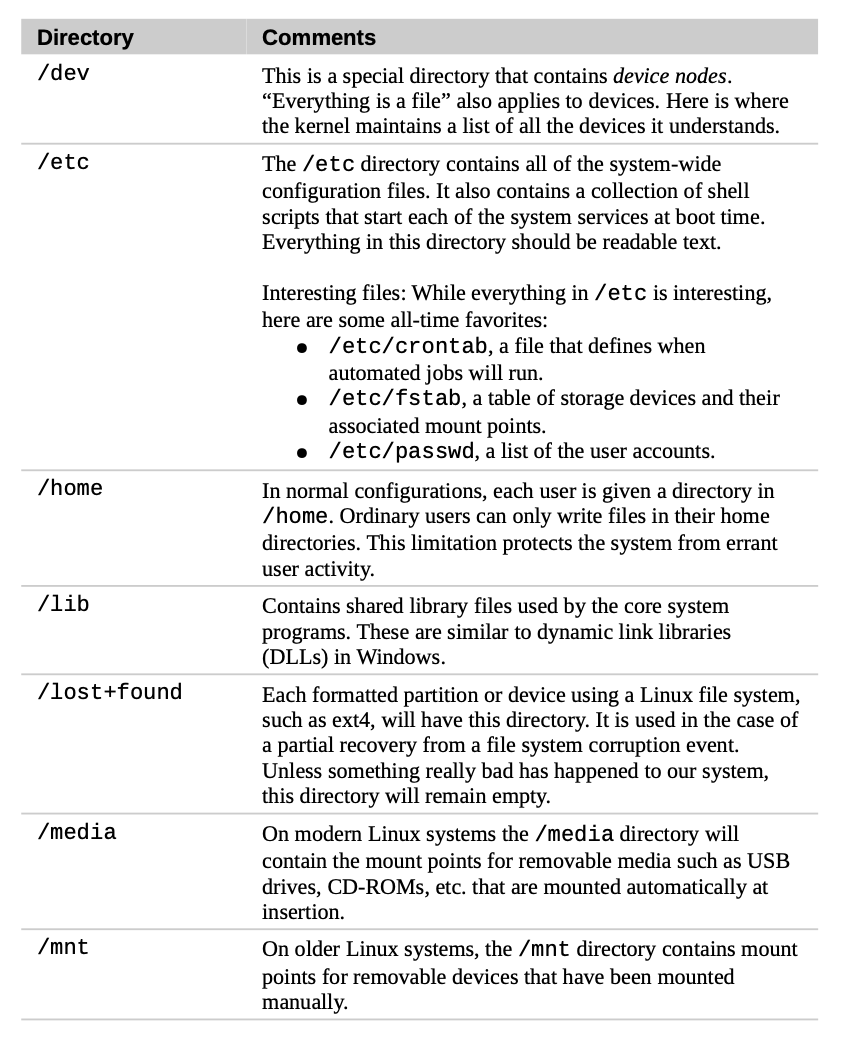 Directory Comments
/dev This is a special directory that contains device nodes.
“Everything is a file” also applies to devices. Here is where
the kernel maintains a list of all the devices it understands.
/etc The /etc directory contains all of the system-wide
configuration files. It also contains a collection of shell
scripts that start each of the system services at boot time.
Everything in this directory should be readable text.
Interesting files: While everything in /etc is interesting,
here are some all-time favorites:
● /etc/crontab, a file that defines when
automated jobs will run.
● /etc/fstab, a table of storage devices and their
associated mount points.
● /etc/passwd, a list of the user accounts.
/home In normal configurations, each user is given a directory in
/home. Ordinary users can only write files in their home
directories. This limitation protects the system from errant
user activity.
/lib Contains shared library files used by the core system
programs. These are similar to dynamic link libraries
(DLLs) in Windows.
/lost+found Each formatted partition or device using a Linux file system,
such as ext4, will have this directory. It is used in the case of
a partial recovery from a file system corruption event.
Unless something really bad has happened to our system,
this directory will remain empty.
/media On modern Linux systems the /media directory will
contain the mount points for removable media such as USB
drives, CD-ROMs, etc. that are mounted automatically at
insertion.
/mnt On older Linux systems, the /mnt directory contains mount
points for removable devices that have been mounted
manually.